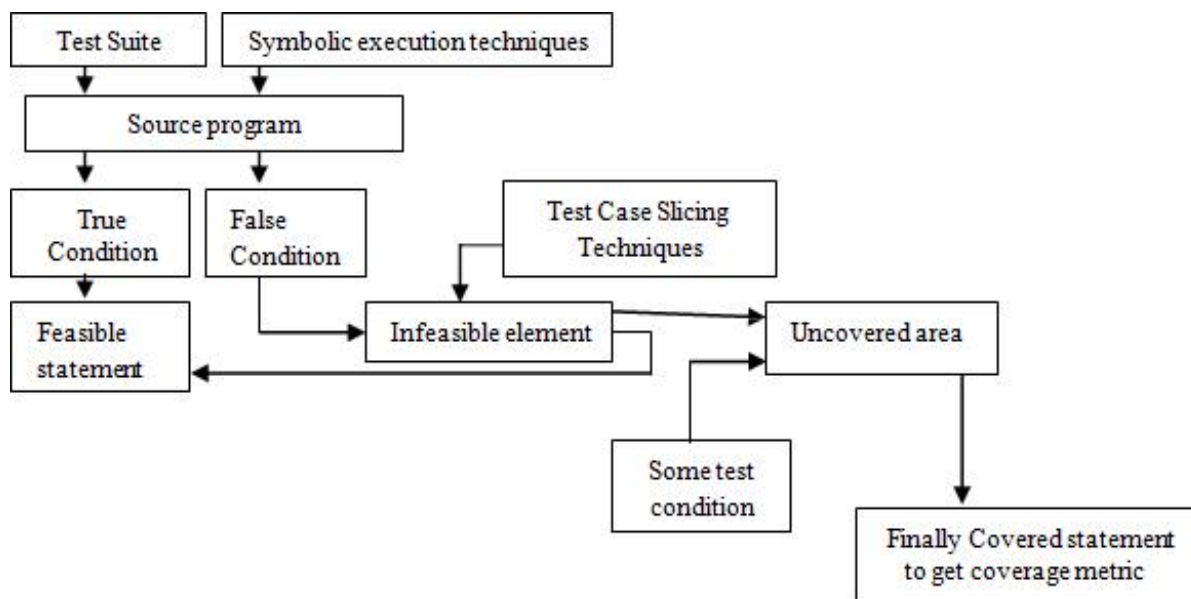 Test Suite
Symbolic execution techniques
Source program
True
Condition
False
Condition
Test Case Slicing
Techniques
Feasible
statement
Infeasible element
Uncovered area
Some test
condition
Finally Covered statement
to get coverage metric